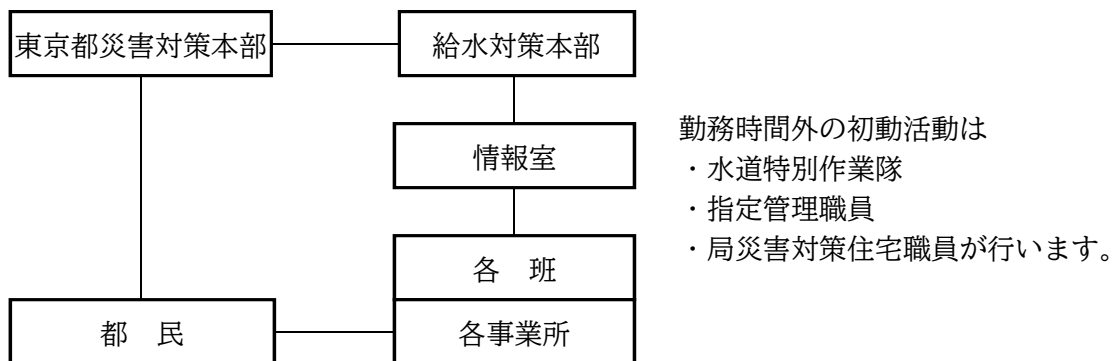 東京都災害対策本部
給水対策本部
情報室
各　班
都　民
各事業所
勤務時間外の初動活動は
・水道特別作業隊
・指定管理職員
・局災害対策住宅職員が行います。